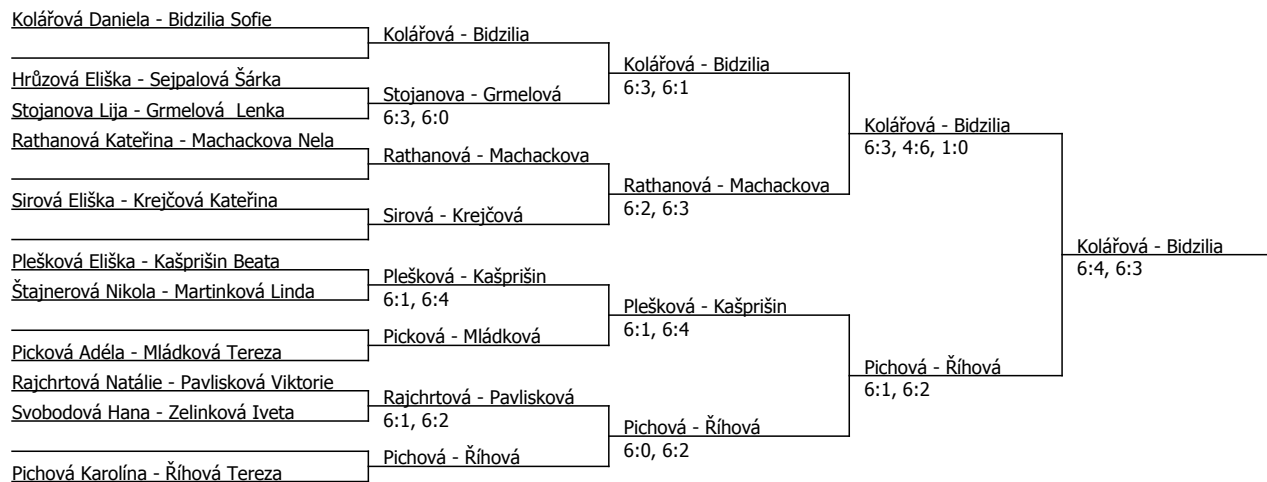 Kolářová Daniela - Bidzilia Sofie
Hrůzová Eliška - Sejpalová Šárka
Stojanova Lija - Grmelová  Lenka
Rathanová Kateřina - Machackova Nela
Sirová Eliška - Krejčová Kateřina
Plešková Eliška - Kašprišin Beata
Štajnerová Nikola - Martinková Linda
Picková Adéla - Mládková Tereza
Rajchrtová Natálie - Pavlisková Viktorie
Svobodová Hana - Zelinková Iveta
Pichová Karolína - Říhová Tereza
Kolářová - Bidzilia
Stojanova - Grmelová
6:3, 6:0
Rathanová - Machackova
Sirová - Krejčová
Plešková - Kašprišin
6:1, 6:4
Picková - Mládková
Rajchrtová - Pavlisková
6:1, 6:2
Pichová - Říhová
Kolářová - Bidzilia
6:3, 6:1
Rathanová - Machackova
6:2, 6:3
Plešková - Kašprišin
6:1, 6:4
Pichová - Říhová
6:0, 6:2
Kolářová - Bidzilia
6:3, 4:6, 1:0
Pichová - Říhová
6:1, 6:2
Kolářová - Bidzilia
6:4, 6:3